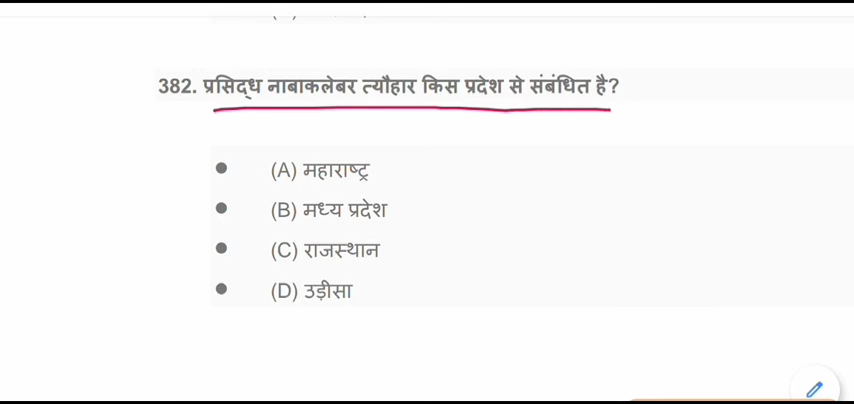 382. प्रसिद्ध नाबाकलेबर त्यौहार किस प्रदेश से संबंधित है?
(A) महाराष्ट्र
(B) मध्य प्रदेश
(C) राजस्थान
(D) उड़ीसा